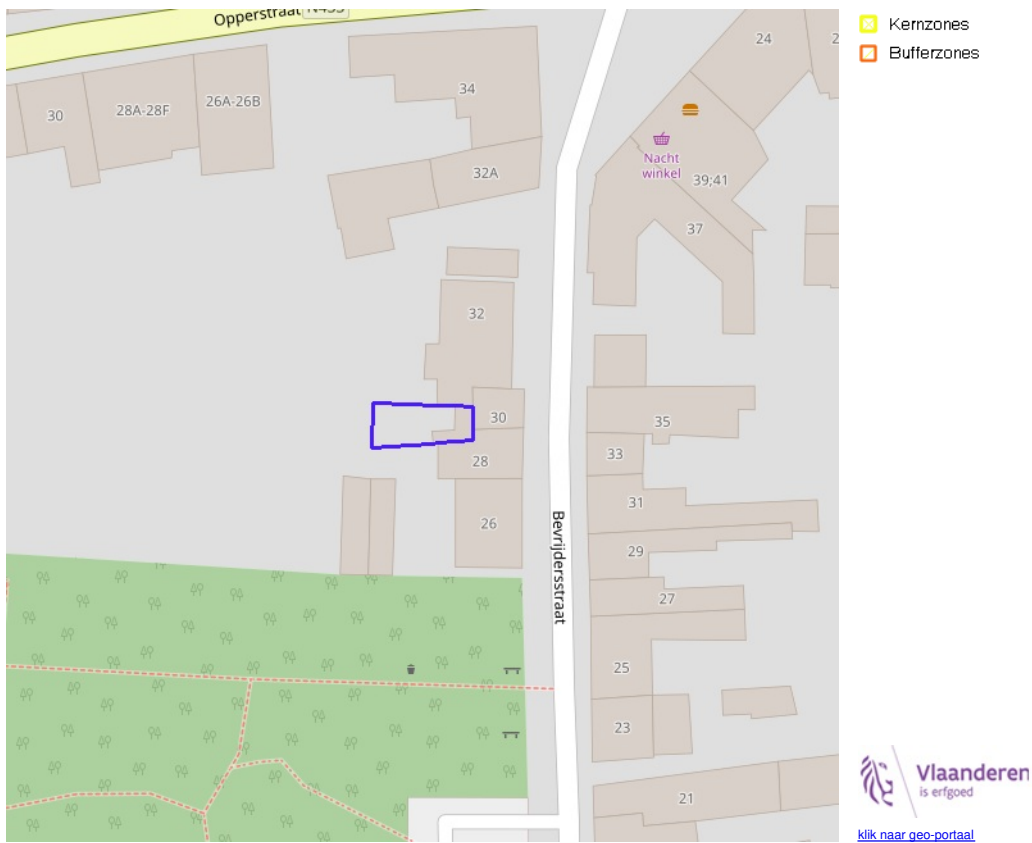 Opperstraat
Kernzones
Bufferzones
24
34
30
28A-28F
26A-26B
Nacht
winkel
39;41
32A
37
32
30
35
28
33
31
26
29
Bevrijdersstraat
27
25
23
21
Vlaanderen
is erfgoed
klik naar geo-portaal